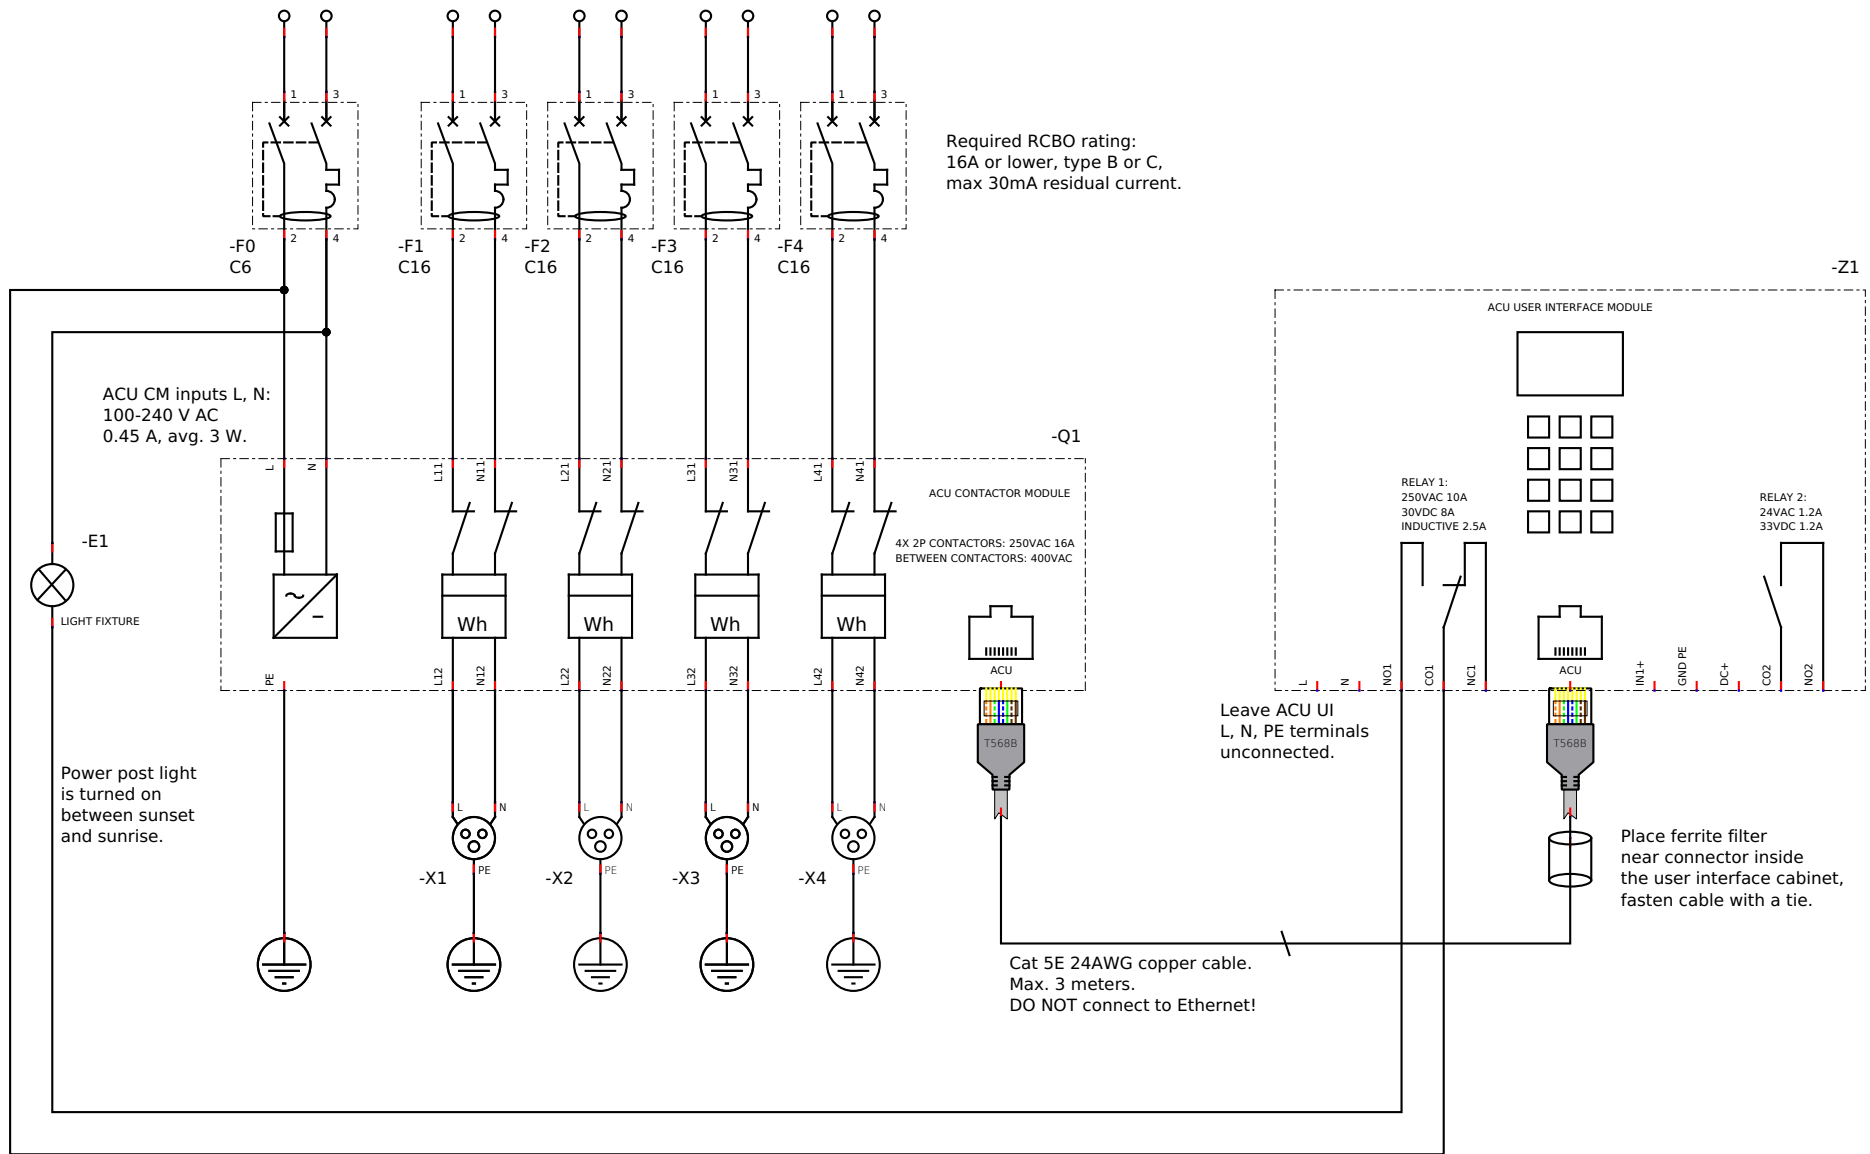 1 3
1 3
1 3
1 3
1 3
Required RCBO rating:
16A or lower, type B or C,
max 30mA residual current.
2 4
2 4
2 4
2 4
2 4
-F0
C6
-F1
C16
-F2
C16
-F3
C16
-F4
C16
-Z1
ACU USER INTERFACE MODULE
ACU CM inputs L, N:
100-240 V AC
0.45 A, avg. 3 W.
-Q1
L
N
L11
N11
L21
N21
L31
N31
L41
N41
ACU CONTACTOR MODULE
4X 2P CONTACTORS: 250VAC 16A
BETWEEN CONTACTORS: 400VAC
RELAY 1:
250VAC 10A
30VDC 8A
INDUCTIVE 2.5A
RELAY 2:
24VAC 1.2A
33VDC 1.2A
-E1
LIGHT FIXTURE
~
–
Wh
Wh
Wh
Wh
PE
L12
N12
L22
N22
L32
N32
L42
N42
ACU
L
N
NO1
CO1
NC1
ACU
IN1+
GND PE
DC+
CO2
NO2
Leave ACU UI
L, N, PE terminals
unconnected.
T568B
T568B
Power post light
is turned on
between sunset
and sunrise.
L N
L N
L N
L N
-X1
PE
-X2
PE
-X3
PE
-X4
PE
Place ferrite filter
near connector inside
the user interface cabinet,
fasten cable with a tie.
Cat 5E 24AWG copper cable.
Max. 3 meters.
DO NOT connect to Ethernet!